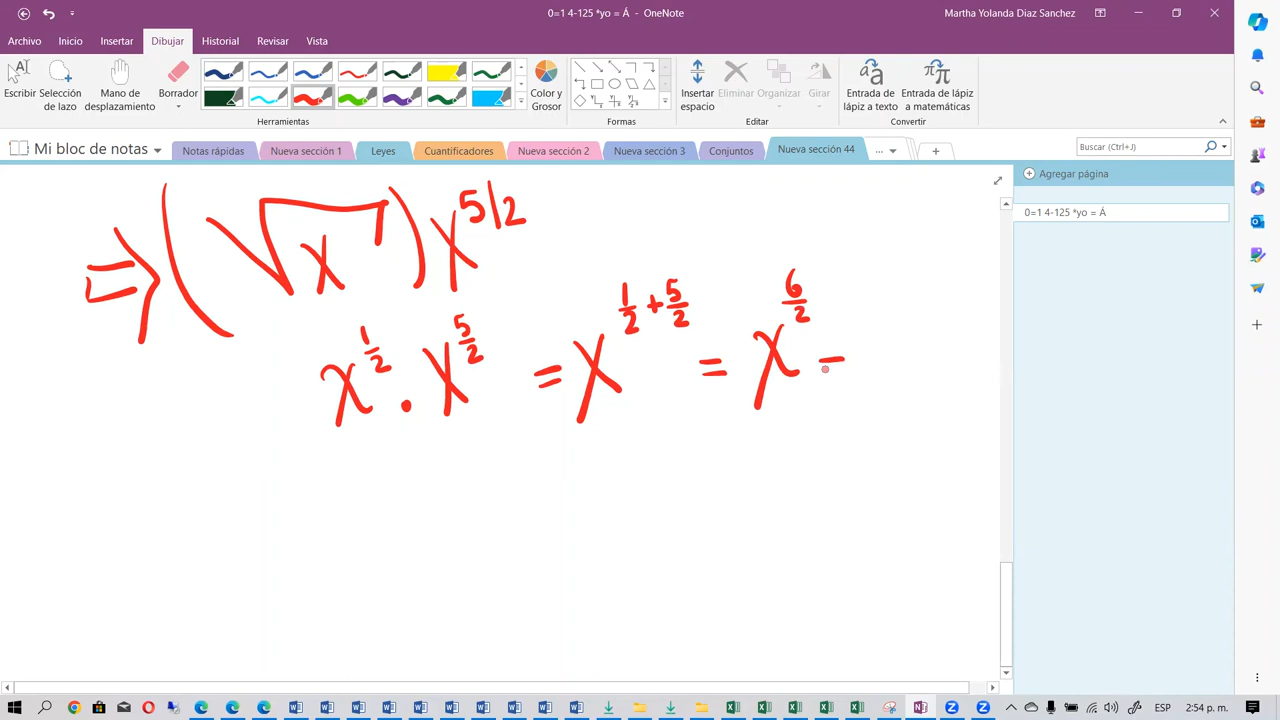 0=1 4-125 *yo = Á - OneNote
Martha Yolanda Diaz Sanchez
Archivo Inicio Insertar Dibujar Historial Revisar Vista
Escribir Selección de lazo Mano de desplazamiento Borrador Color y Grosor Insertar espacio Eliminar Organizar Girar Entrada de lápiz a texto Entrada de lápiz a matemáticas
Herramientas Formas Editar Convertir
Mi bloc de notas Notas rápidas Nueva sección 1 Leyes Cuantificadores Nueva sección 2 Nueva sección 3 Conjuntos Nueva sección 44 ... + Buscar (Ctrl+J)
Agregar página
0=1 4-125 *yo = Á
⇒ (√x) x^{5/2}
x^{1/2} · x^{5/2} = x^{1/2 + 5/2} = x^{6/2} -
ESP 2:54 p. m.